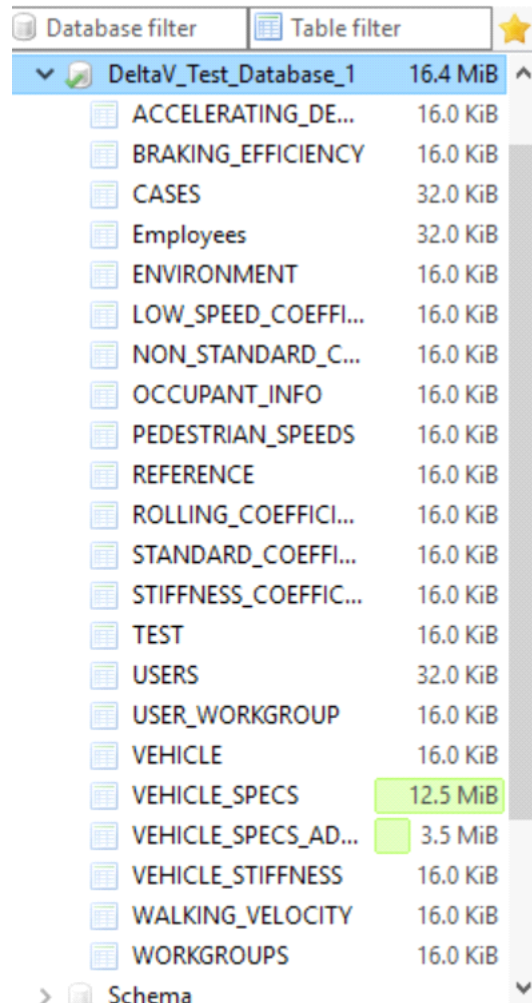 Database filter Table filter
DeltaV_Test_Database_1 16.4 MiB
ACCELERATING_DE... 16.0 KiB
BRAKING_EFFICIENCY 16.0 KiB
CASES 32.0 KiB
Employees 32.0 KiB
ENVIRONMENT 16.0 KiB
LOW_SPEED_COEFFI... 16.0 KiB
NON_STANDARD_C... 16.0 KiB
OCCUPANT_INFO 16.0 KiB
PEDESTRIAN_SPEEDS 16.0 KiB
REFERENCE 16.0 KiB
ROLLING_COEFFICI... 16.0 KiB
STANDARD_COEFFI... 16.0 KiB
STIFFNESS_COEFFIC... 16.0 KiB
TEST 16.0 KiB
USERS 32.0 KiB
USER_WORKGROUP 16.0 KiB
VEHICLE 16.0 KiB
VEHICLE_SPECS 12.5 MiB
VEHICLE_SPECS_AD... 3.5 MiB
VEHICLE_STIFFNESS 16.0 KiB
WALKING_VELOCITY 16.0 KiB
WORKGROUPS 16.0 KiB
Schema